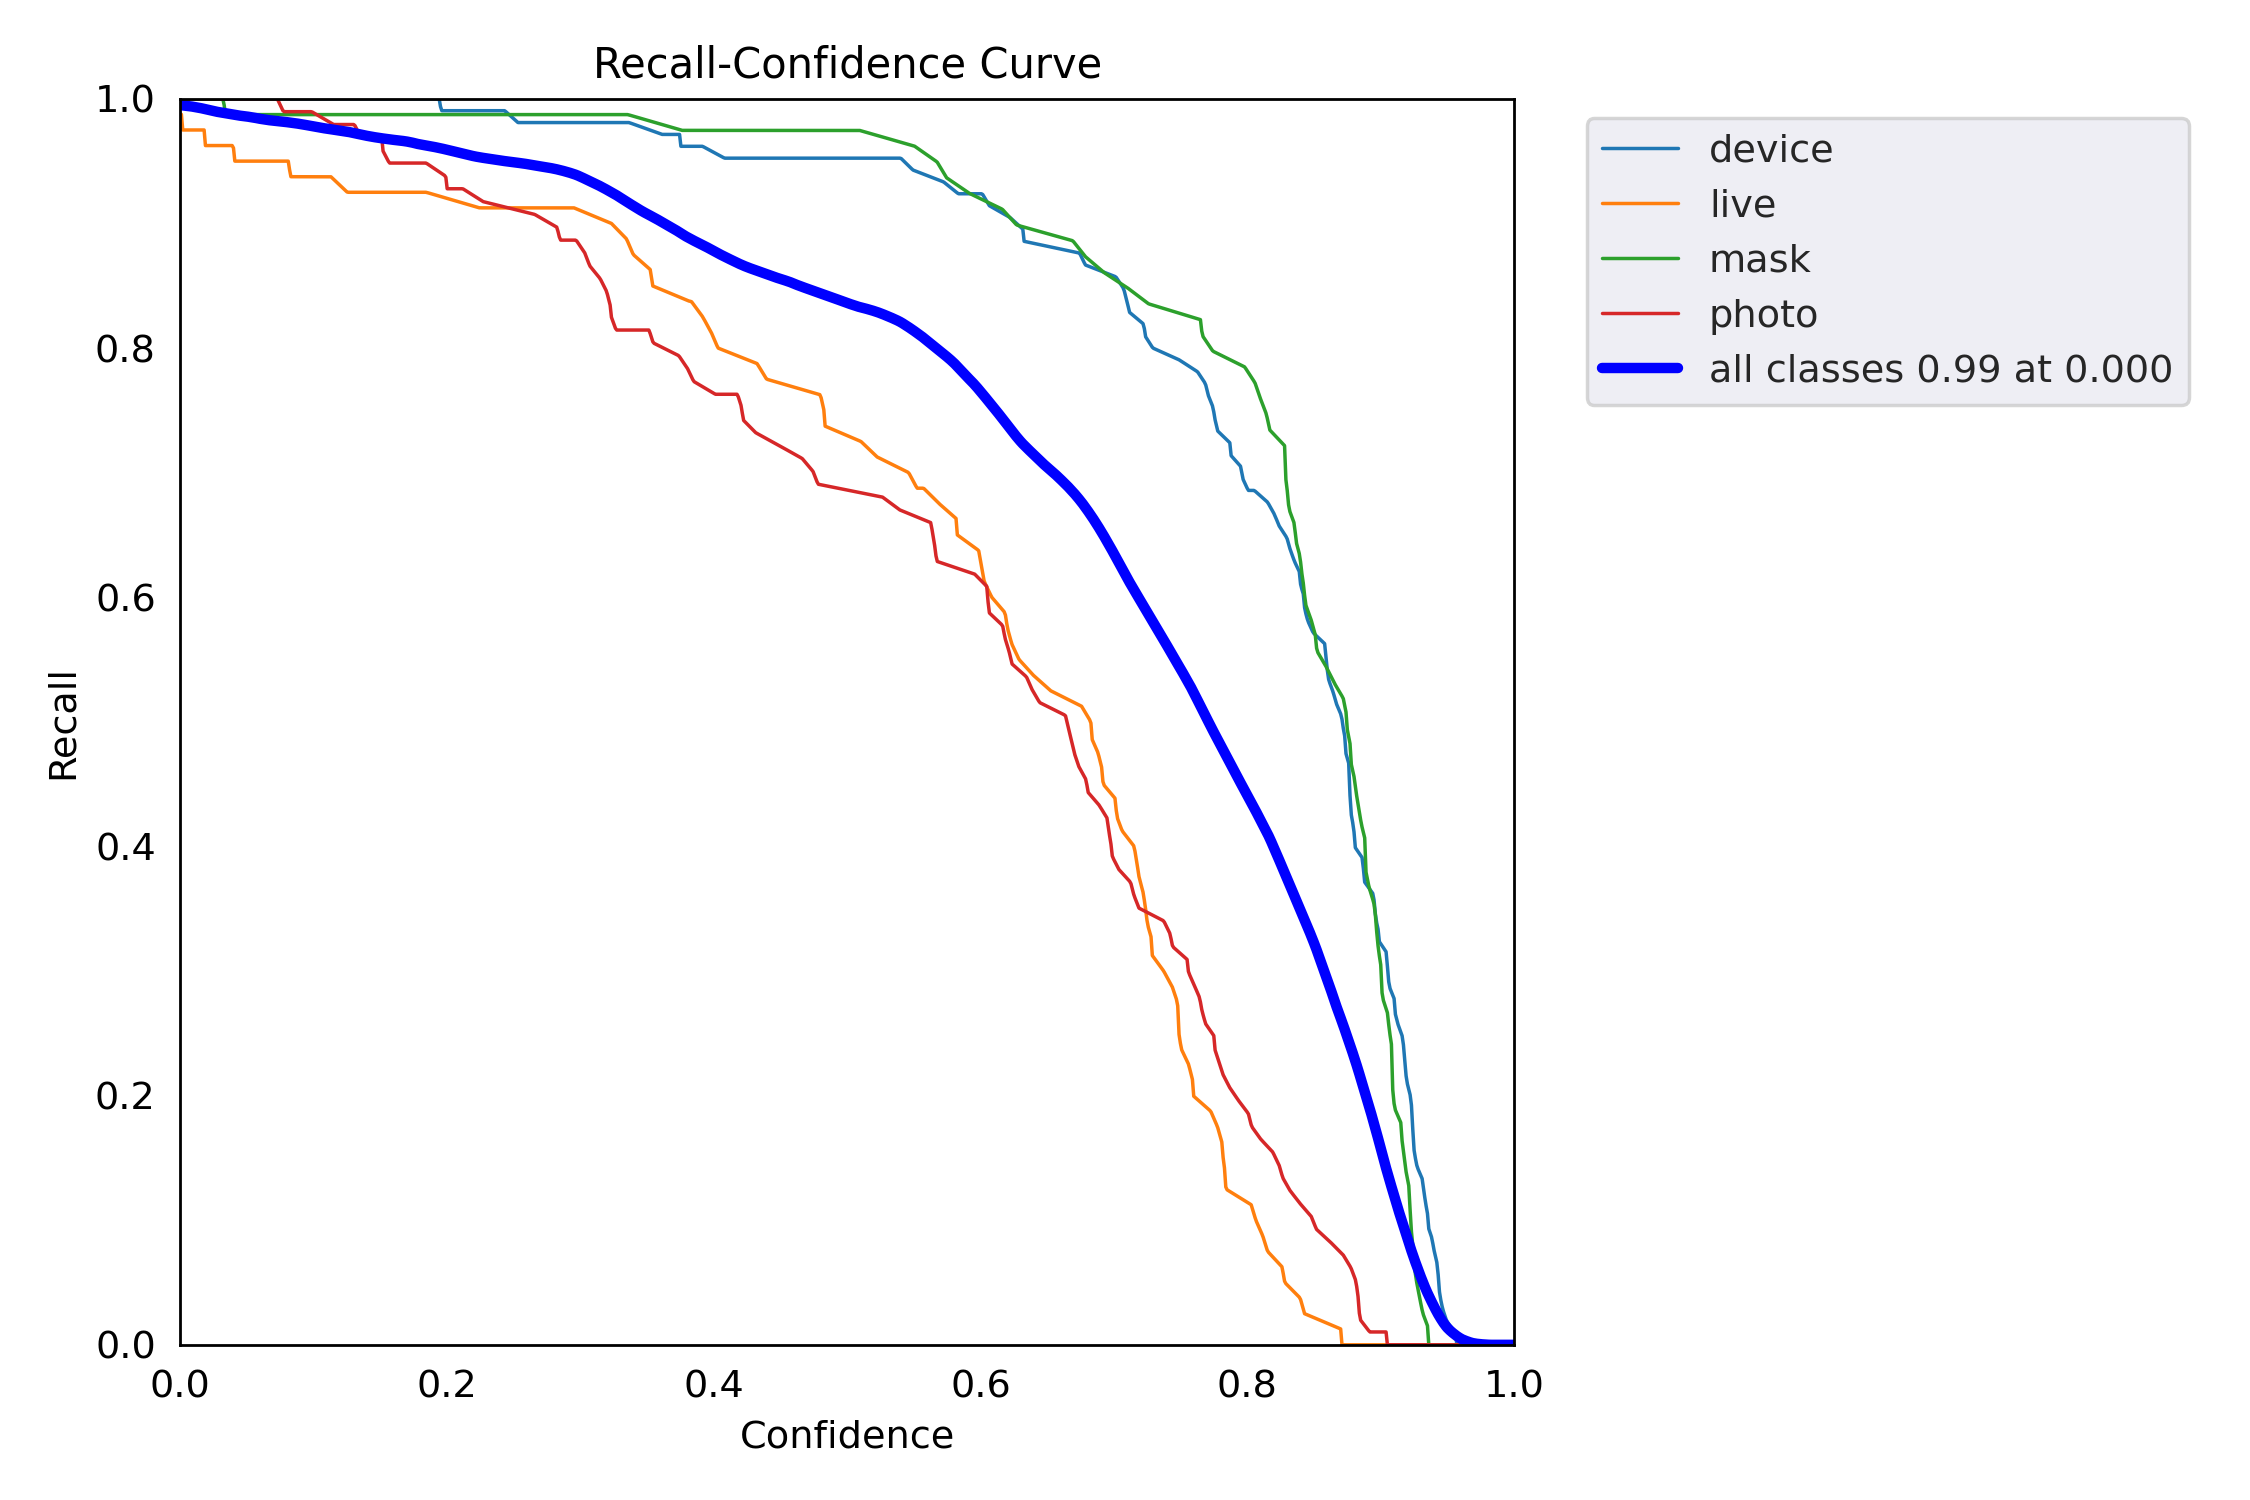 Recall-Confidence Curve
1.0
0.8
0.6
0.4
0.2
0.0
Recall
0.0 0.2 0.4 0.6 0.8 1.0
Confidence
device
live
mask
photo
all classes 0.99 at 0.000